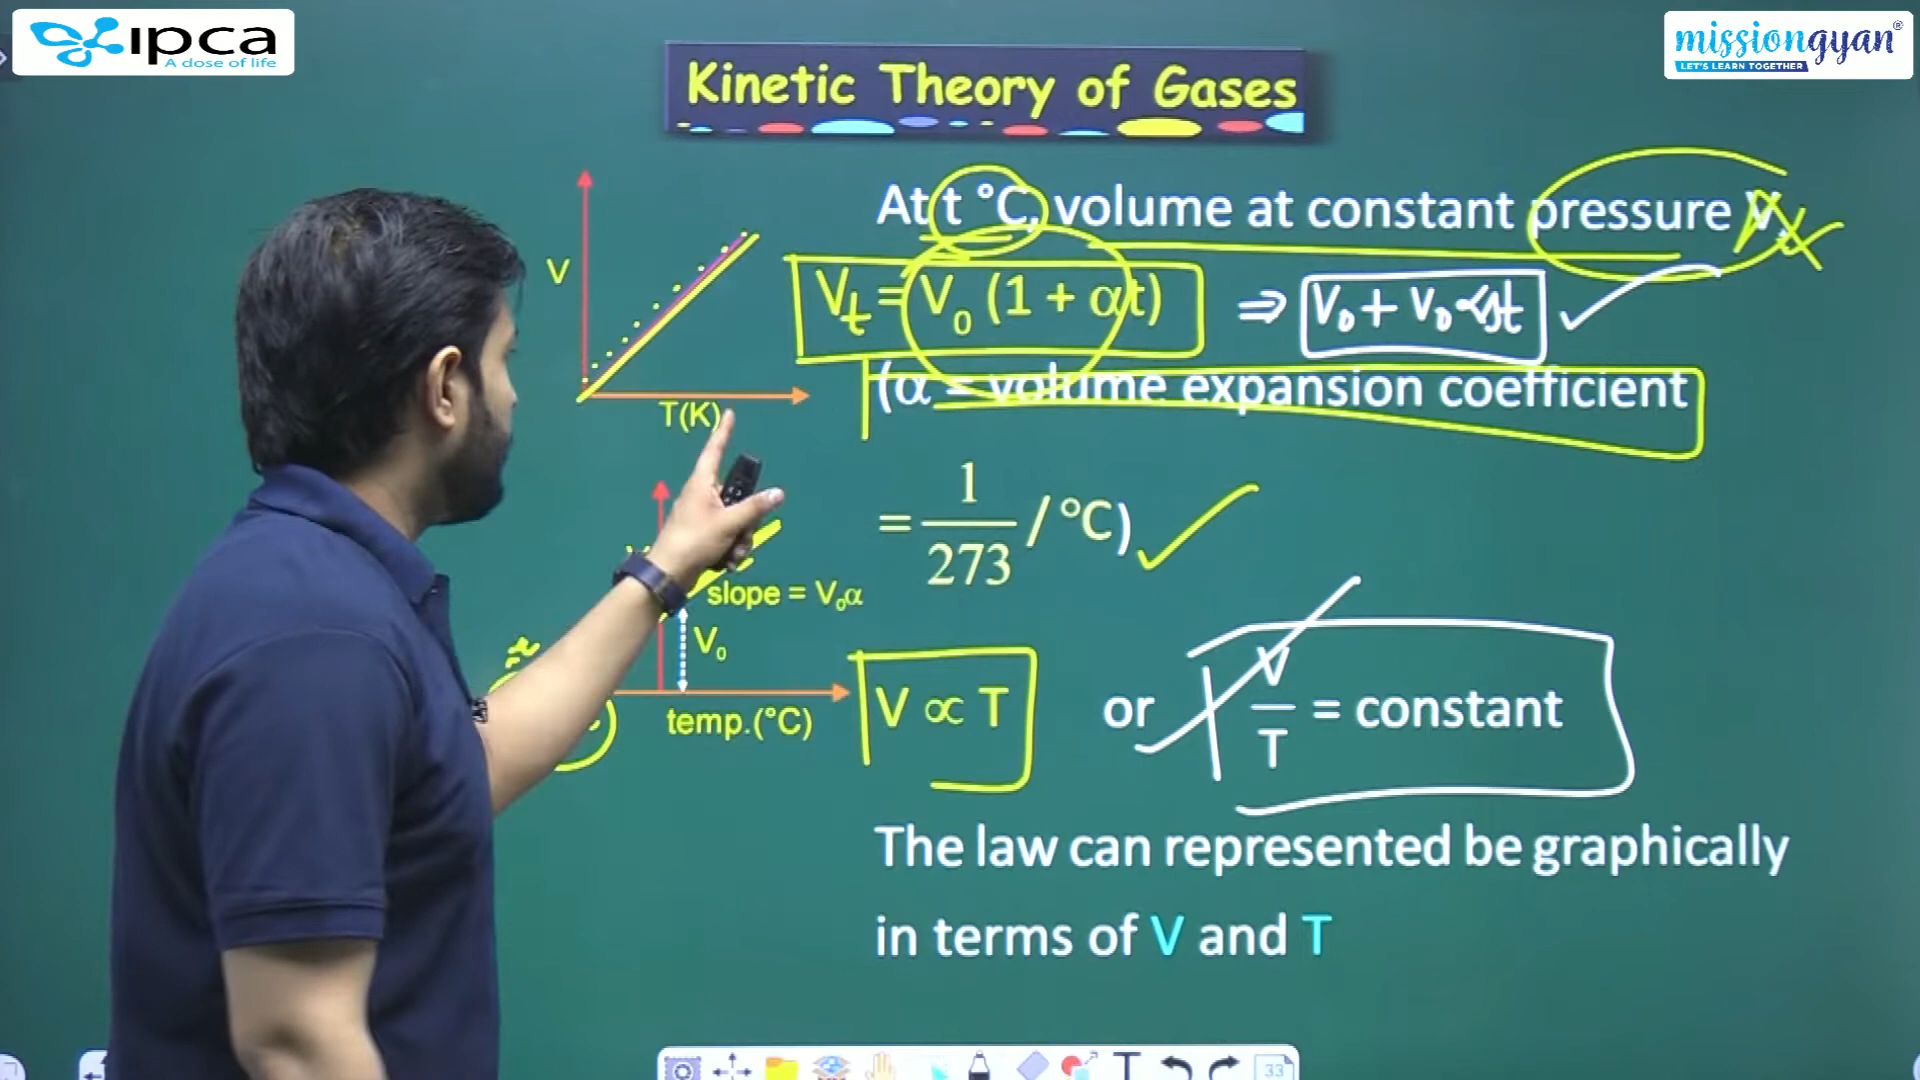 ipca
A dose of life
missiongyan®
LET'S LEARN TOGETHER
Kinetic Theory of Gases
At t °C, volume at constant pressure V,
V
Vt = V₀ (1 + αt)
⇒ V₀ + V₀αt
(α = volume expansion coefficient
T(K)
= 1/273 / °C)
slope = V₀α
V₀
temp.(°C)
V ∝ T
or
V/T = constant
The law can represented be graphically
in terms of V and T
33